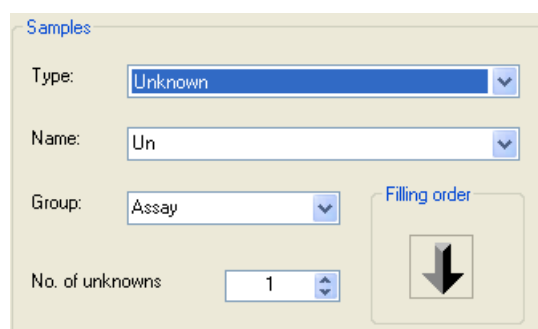 Samples
Type: Unknown
Name: Un
Group: Assay
Filling order
No. of unknowns 1